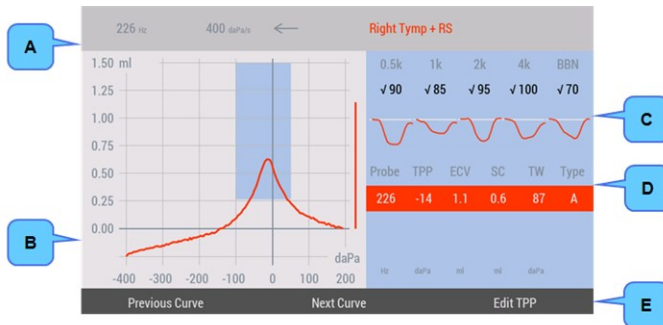 A
226 Hz 400 daPa/s Right Tymp + RS
1.50 ml
1.25
1.00
0.75
0.50
0.25
0.00
daPa
-400 -300 -200 -100 0 100 200
0.5k 1k 2k 4k BBN
√ 90 √ 85 √ 95 √ 100 √ 70
C
Probe TPP ECV SC TW Type
226 -14 1.1 0.6 87 A
D
Hz daPa ml ml daPa
B
Previous Curve Next Curve Edit TPP
E